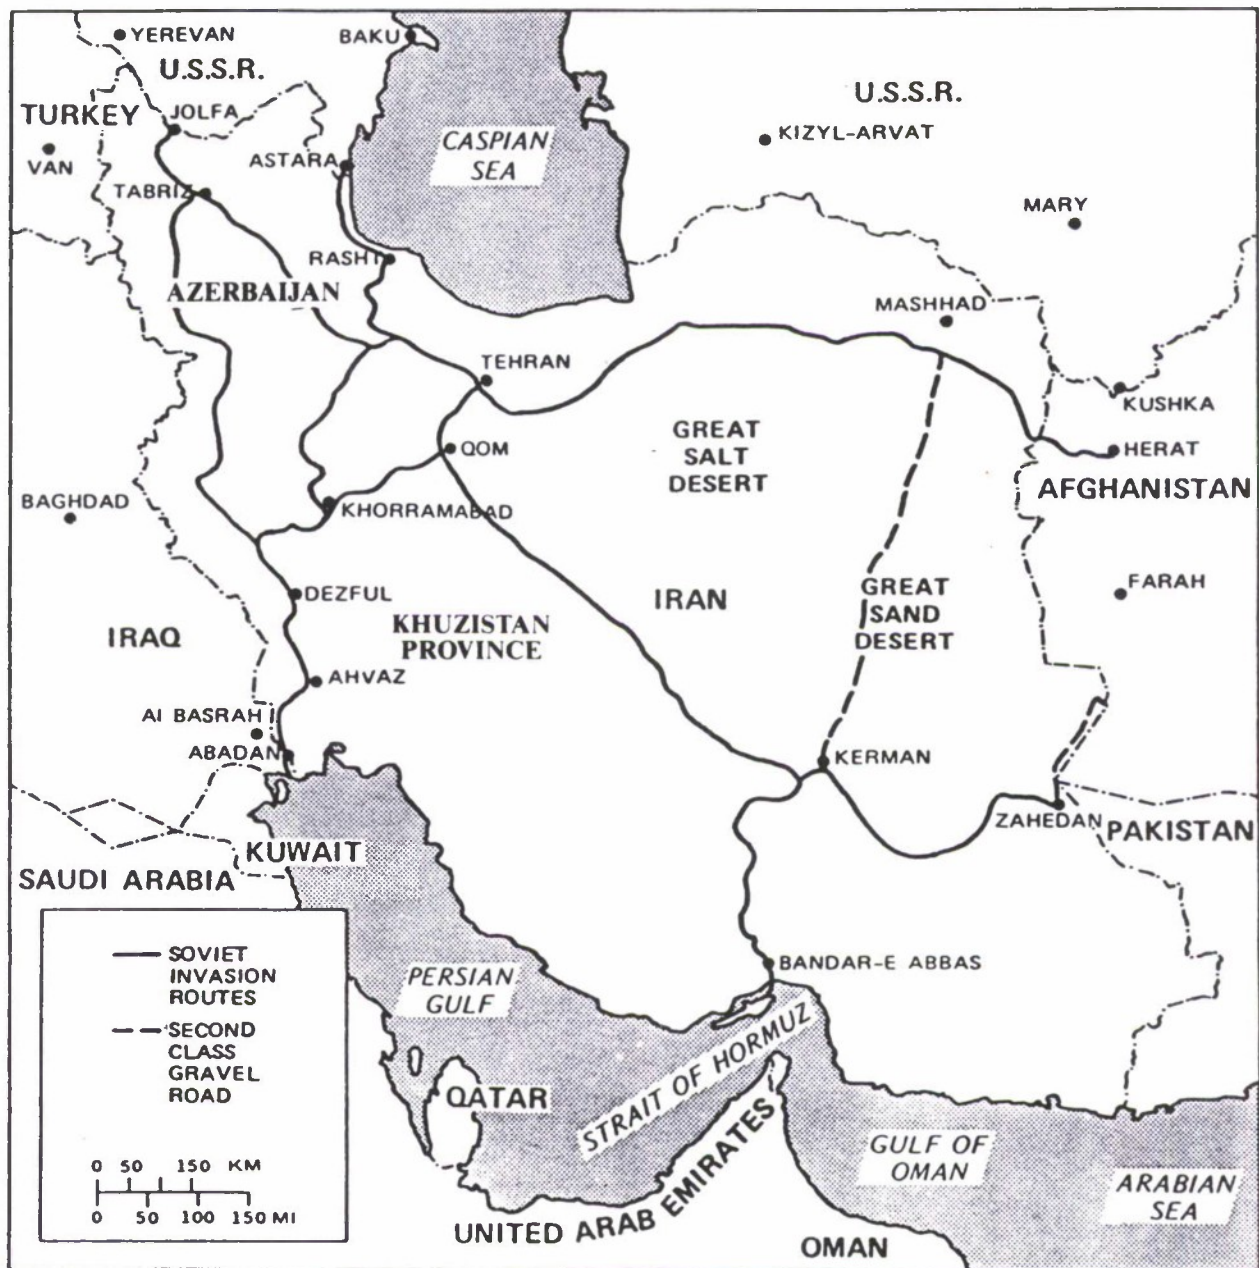 YEREVAN
BAKU
U.S.S.R.
U.S.S.R.
TURKEY
JOLFA
CASPIAN
SEA
KIZYL-ARVAT
VAN
ASTARA
TABRIZ
MARY
RASHT
AZERBAIJAN
MASHHAD
TEHRAN
KUSHKA
GREAT
SALT
DESERT
QOM
HERAT
AFGHANISTAN
BAGHDAD
KHORRAMABAD
DEZFUL
IRAN
GREAT
SAND
DESERT
FARAH
IRAQ
KHUZISTAN
PROVINCE
AHVAZ
Al BASRAH
ABADAN
KERMAN
ZAHEDAN
PAKISTAN
KUWAIT
SAUDI ARABIA
SOVIET
INVASION
ROUTES
SECOND
CLASS
GRAVEL
ROAD
0 50 150 KM
0 50 100 150 MI
PERSIAN
GULF
BANDAR-E ABBAS
STRAIT OF HORMUZ
QATAR
UNITED ARAB EMIRATES
GULF OF
OMAN
ARABIAN
SEA
OMAN